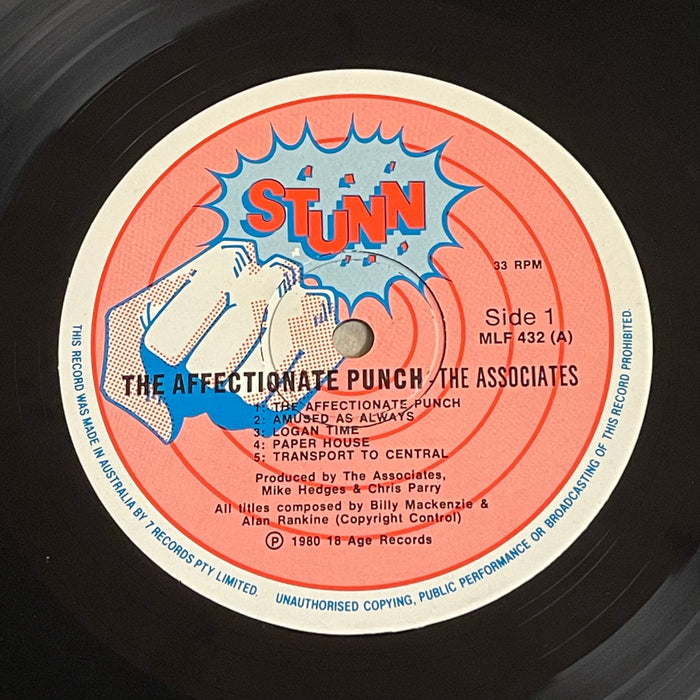 STUNN
33 RPM
Side 1
MLF 432 (A)
THE AFFECTIONATE PUNCH - THE ASSOCIATES
1: THE AFFECTIONATE PUNCH
2: AMUSED AS ALWAYS
3: LOGAN TIME
4: PAPER HOUSE
5: TRANSPORT TO CENTRAL
Produced by The Associates,
Mike Hedges & Chris Parry
All titles composed by Billy Mackenzie &
Alan Rankine (Copyright Control)
Ⓟ 1980 18 Age Records
THIS RECORD WAS MADE IN AUSTRALIA BY 7 RECORDS PTY LIMITED. UNAUTHORISED COPYING, PUBLIC PERFORMANCE OR BROADCASTING OF THIS RECORD PROHIBITED.